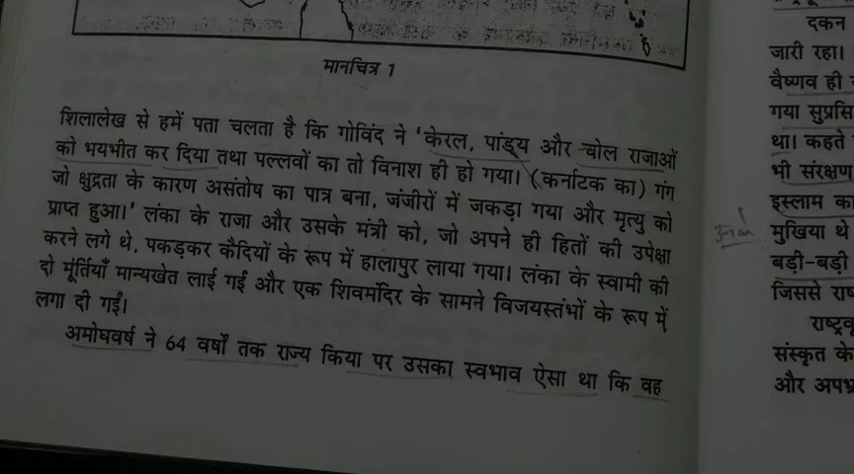 मानचित्र 1
शिलालेख से हमें पता चलता है कि गोविंद ने 'केरल, पांड्य और चोल राजाओं
को भयभीत कर दिया तथा पल्लवों का तो विनाश ही हो गया। (कर्नाटक का) गंग
जो क्षुद्रता के कारण असंतोष का पात्र बना, जंजीरों में जकड़ा गया और मृत्यु को
प्राप्त हुआ।' लंका के राजा और उसके मंत्री को, जो अपने ही हितों की उपेक्षा
करने लगे थे, पकड़कर कैदियों के रूप में हालापुर लाया गया। लंका के स्वामी की
दो मूर्तियाँ मान्यखेत लाई गईं और एक शिवमंदिर के सामने विजयस्तंभों के रूप में
लगा दी गईं।
अमोघवर्ष ने 64 वर्षों तक राज्य किया पर उसका स्वभाव ऐसा था कि वह
दकन
जारी रहा।
वैष्णव ही
गया सुप्रसि
था। कहते
भी संरक्षण
इस्लाम का
मुखिया थे
बड़ी-बड़ी
जिससे राष
राष्ट्रकू
संस्कृत के
और अपभ्र